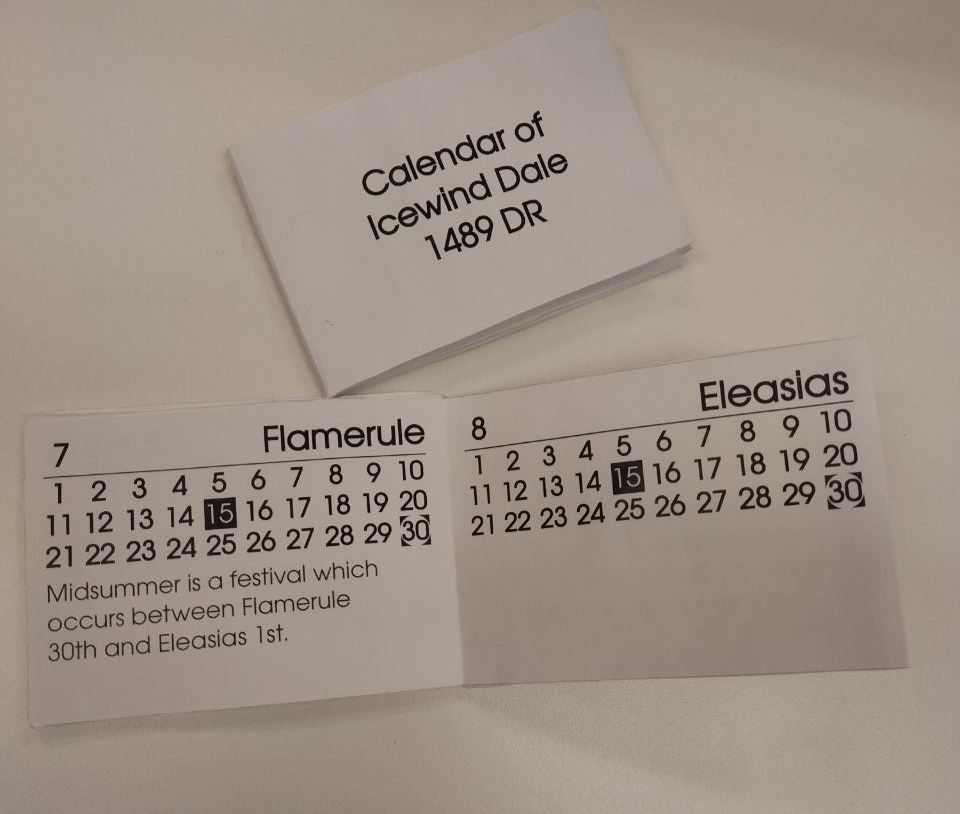 Calendar of
Icewind Dale
1489 DR
7 Flamerule
1 2 3 4 5 6 7 8 9 10
11 12 13 14 15 16 17 18 19 20
21 22 23 24 25 26 27 28 29 30
Midsummer is a festival which
occurs between Flamerule
30th and Eleasias 1st.
8 Eleasias
1 2 3 4 5 6 7 8 9 10
11 12 13 14 15 16 17 18 19 20
21 22 23 24 25 26 27 28 29 30